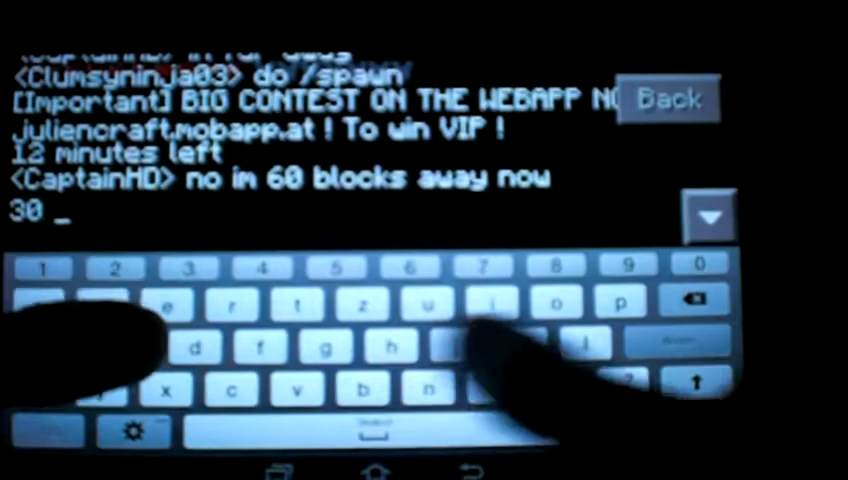 <Clumsyninja03> do /spawn
[Important] BIG CONTEST ON THE WEBAPP
Back
juliencraft.mobapp.at ! To win VIP !
12 minutes left
<CaptainHD> no im 60 blocks away now
30 _
1 2 3 4 5 6 7 8 9 0
e r t z u i o p
d f g h j l
x c v b n ?